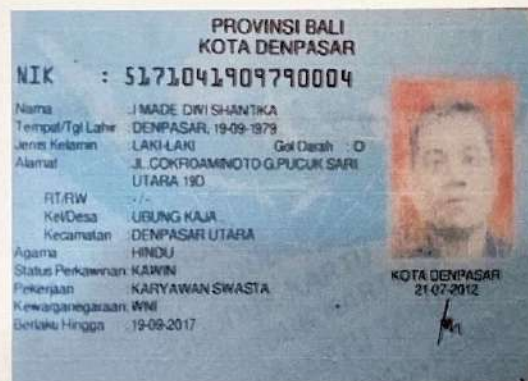 PROVINSI BALI
KOTA DENPASAR
NIK : 5171041909790004
Nama : I MADE DWI SHANTIKA
Tempat/Tgl Lahir : DENPASAR, 19-09-1979
Jenis Kelamin : LAKI-LAKI Gol Darah : O
Alamat : JL.COKROAMINOTO G.PUCUK SARI
UTARA 19D
RT/RW : -/-
Kel/Desa : UBUNG KAJA
Kecamatan : DENPASAR UTARA
Agama : HINDU
Status Perkawinan: KAWIN
Pekerjaan : KARYAWAN SWASTA
Kewarganegaraan: WNI
Berlaku Hingga : 19-09-2017
KOTA DENPASAR
21-07-2012